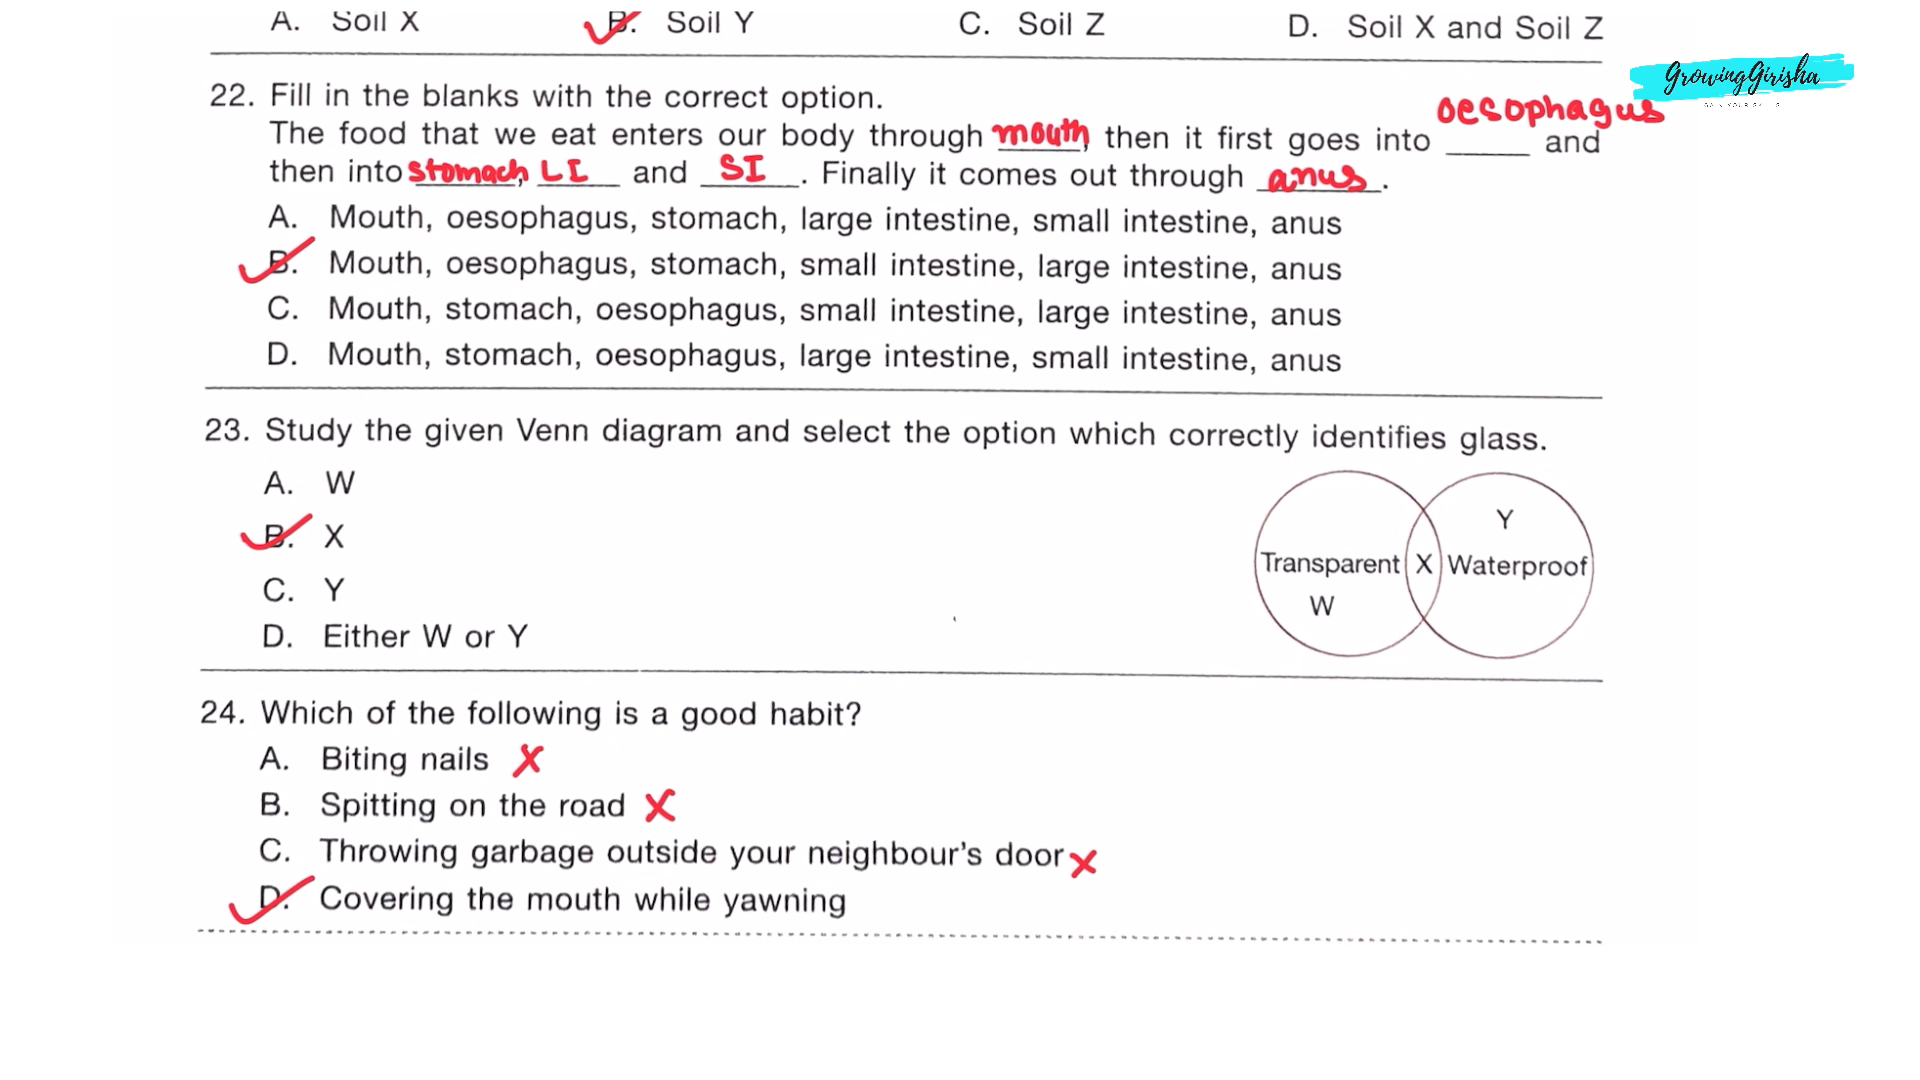 A. Soil X B. Soil Y C. Soil Z D. Soil X and Soil Z
GrowingGirisha
22. Fill in the blanks with the correct option.
oesophagus
The food that we eat enters our body through mouth, then it first goes into _____ and
then into stomach, LI and SI. Finally it comes out through anus.
A. Mouth, oesophagus, stomach, large intestine, small intestine, anus
B. Mouth, oesophagus, stomach, small intestine, large intestine, anus
C. Mouth, stomach, oesophagus, small intestine, large intestine, anus
D. Mouth, stomach, oesophagus, large intestine, small intestine, anus
23. Study the given Venn diagram and select the option which correctly identifies glass.
A. W
B. X
C. Y
D. Either W or Y
Y
Transparent X Waterproof
W
24. Which of the following is a good habit?
A. Biting nails X
B. Spitting on the road X
C. Throwing garbage outside your neighbour's door X
D. Covering the mouth while yawning